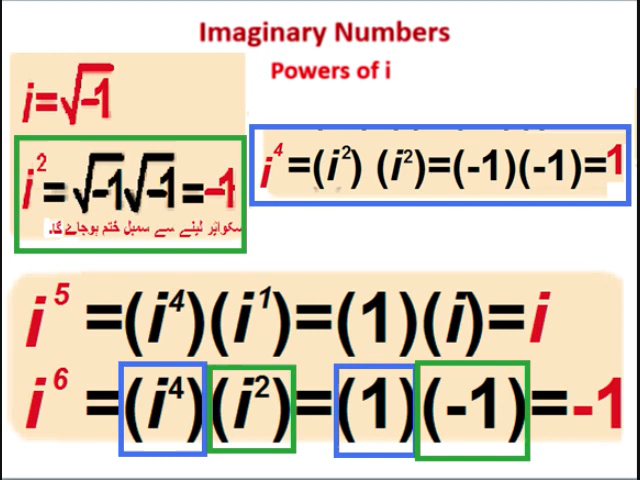 Imaginary Numbers
Powers of i
i=√-1
i²=√-1√-1=-1
سکوائر لینے سے سمبل ختم ہوجاے گا۔
i⁴=(i²) (i²)=(-1)(-1)=1
i⁵=(i⁴)(i¹)=(1)(i)=i
i⁶=(i⁴)(i²)=(1)(-1)=-1